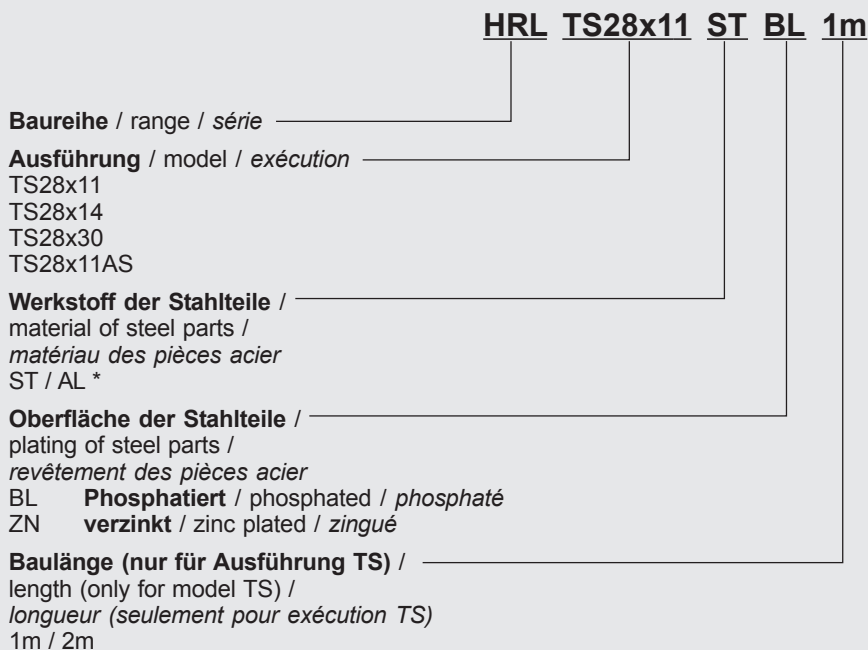 HRL TS28x11 ST BL 1m
Baureihe / range / série
Ausführung / model / exécution
TS28x11
TS28x14
TS28x30
TS28x11AS
Werkstoff der Stahlteile /
material of steel parts /
matériau des pièces acier
ST / AL *
Oberfläche der Stahlteile /
plating of steel parts /
revêtement des pièces acier
BL Phosphatiert / phosphated / phosphaté
ZN verzinkt / zinc plated / zingué
Baulänge (nur für Ausführung TS) /
length (only for model TS) /
longueur (seulement pour exécution TS)
1m / 2m